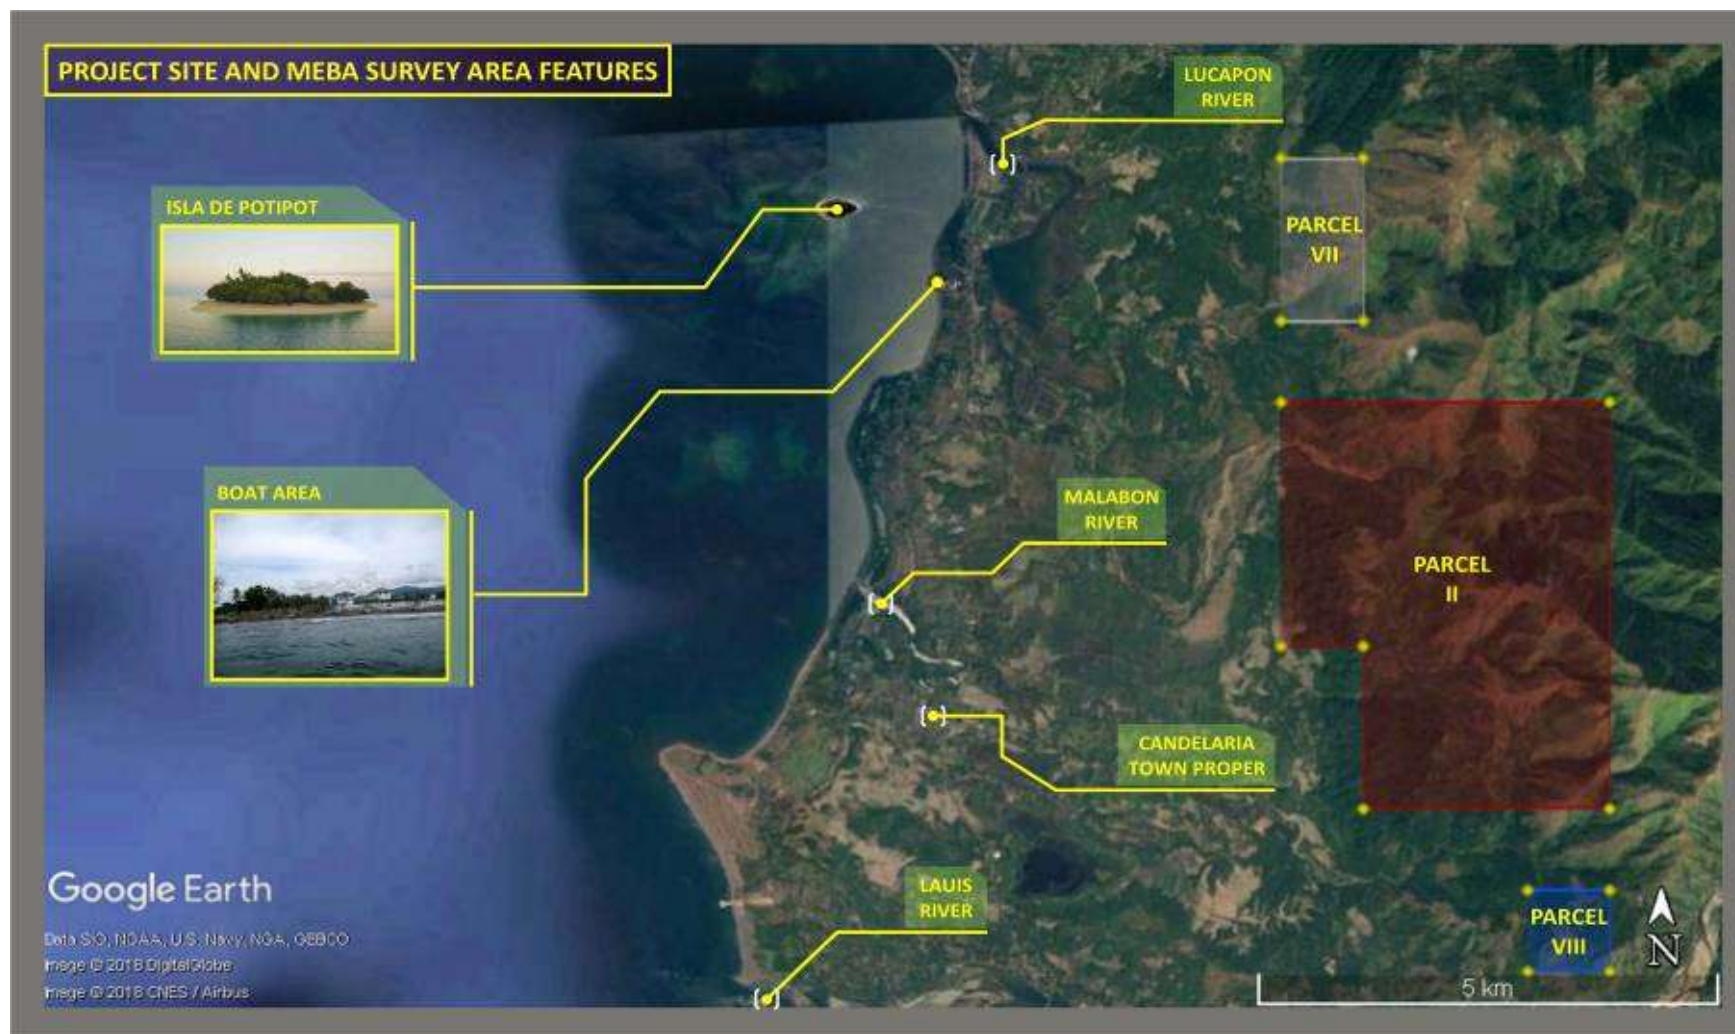 PROJECT SITE AND MEBA SURVEY AREA FEATURES
LUCAPON
RIVER
ISLA DE POTIPOT
PARCEL
VII
BOAT AREA
MALABON
RIVER
PARCEL
II
CANDELARIA
TOWN PROPER
LAUIS
RIVER
PARCEL
VIII
N
5 km
Google Earth
Data SIO, NOAA, U.S. Navy, NGA, GEBCO
Image © 2018 DigitalGlobe
Image © 2018 CNES / Airbus